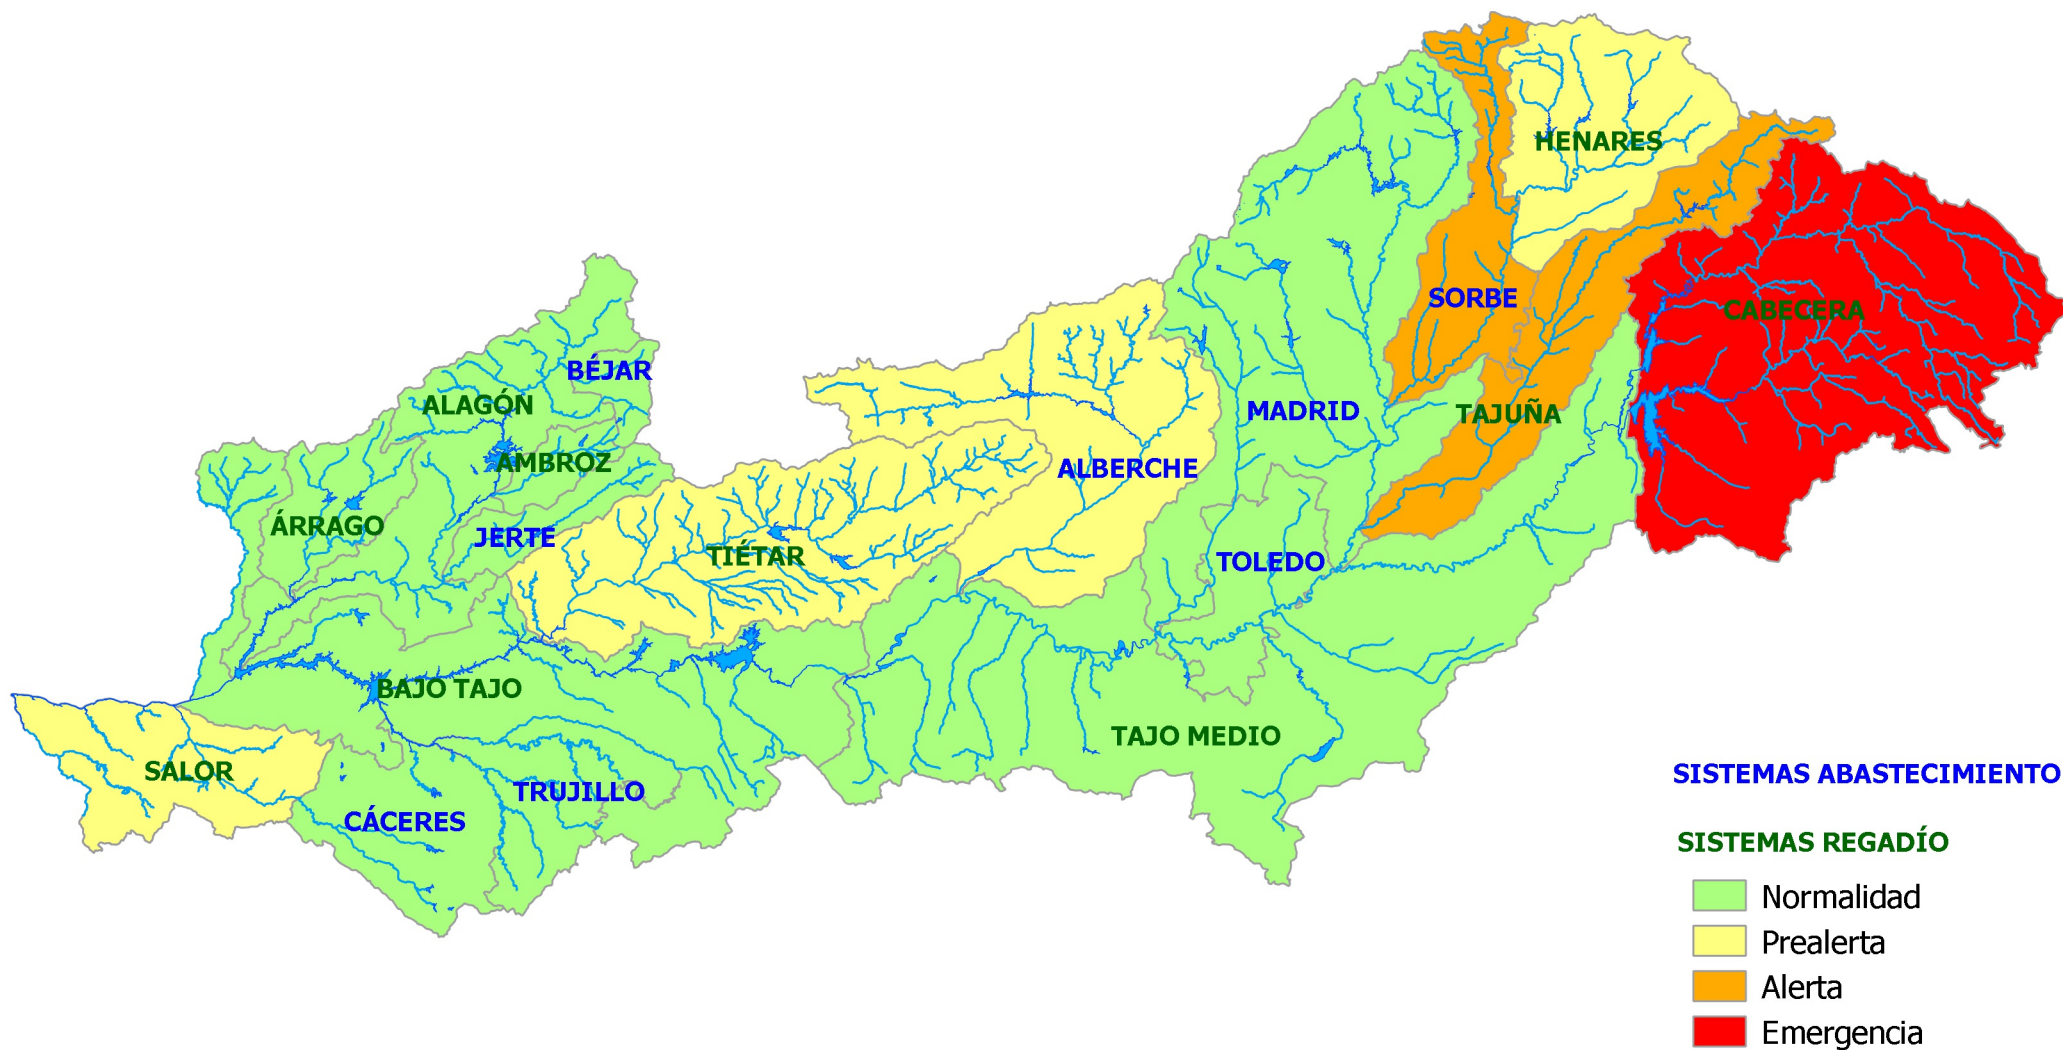 HENARES
SORBE
CABECERA
BÉJAR
ALAGÓN
MADRID
TAJUÑA
AMBROZ
ALBERCHE
ÁRRAGO
JERTE
TIÉTAR
TOLEDO
BAJO TAJO
TAJO MEDIO
SALOR
TRUJILLO
CÁCERES
SISTEMAS ABASTECIMIENTO
SISTEMAS REGADÍO
Normalidad
Prealerta
Alerta
Emergencia